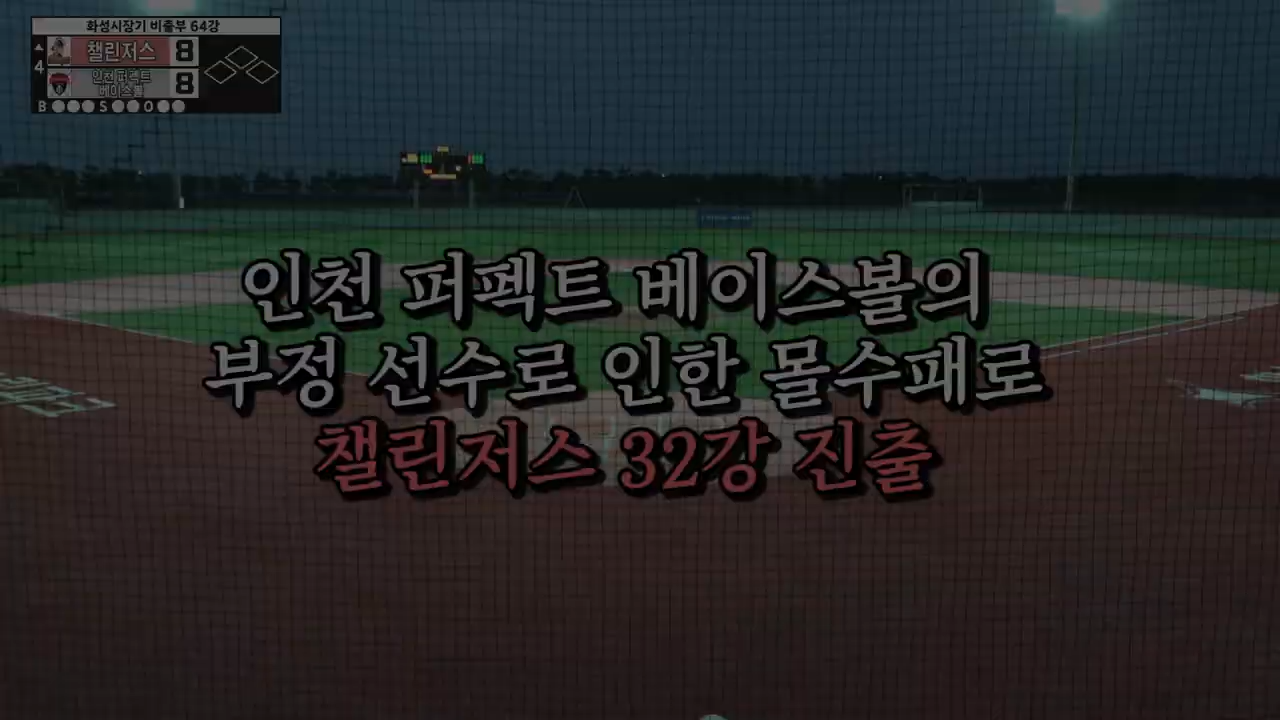 화성시장기 비출부 64강
챌린저스 8
4
인천 퍼펙트
베이스볼 8
B S O
인천 퍼펙트 베이스볼의
부정 선수로 인한 몰수패로
챌린저스 32강 진출